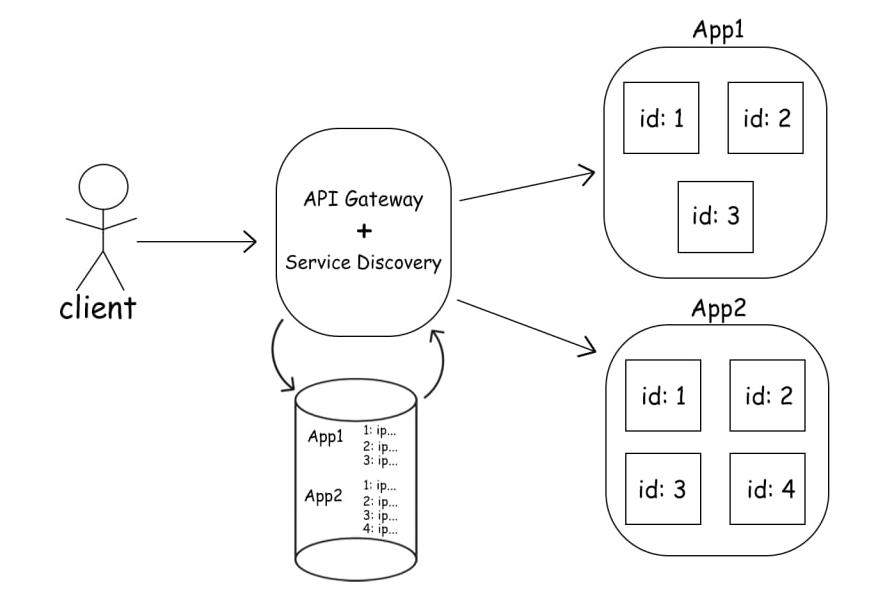 App1
id: 1
id: 2
id: 3
API Gateway
+
Service Discovery
client
App2
id: 1
id: 2
id: 3
id: 4
App1
1: ip...
2: ip...
3: ip...
App2
1: ip...
2: ip...
3: ip...
4: ip...